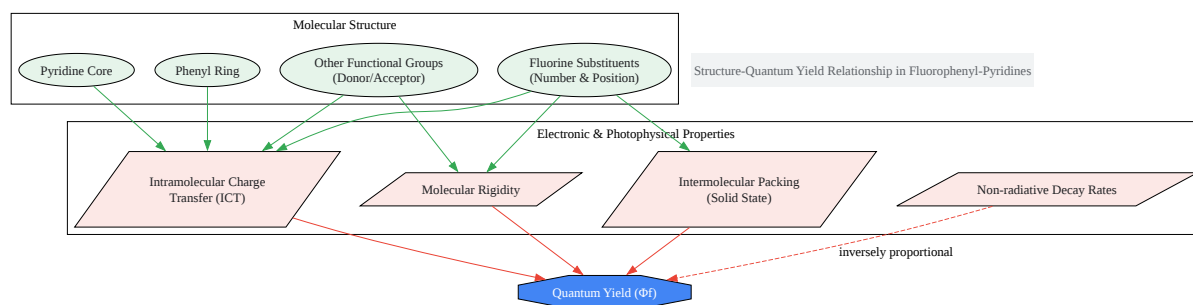 Molecular Structure
Pyridine Core
Phenyl Ring
Other Functional Groups
(Donor/Acceptor)
Fluorine Substituents
(Number & Position)
Structure-Quantum Yield Relationship in Fluorophenyl-Pyridines
Electronic & Photophysical Properties
Intramolecular Charge
Transfer (ICT)
Molecular Rigidity
Intermolecular Packing
(Solid State)
Non-radiative Decay Rates
inversely proportional
Quantum Yield (Φf)